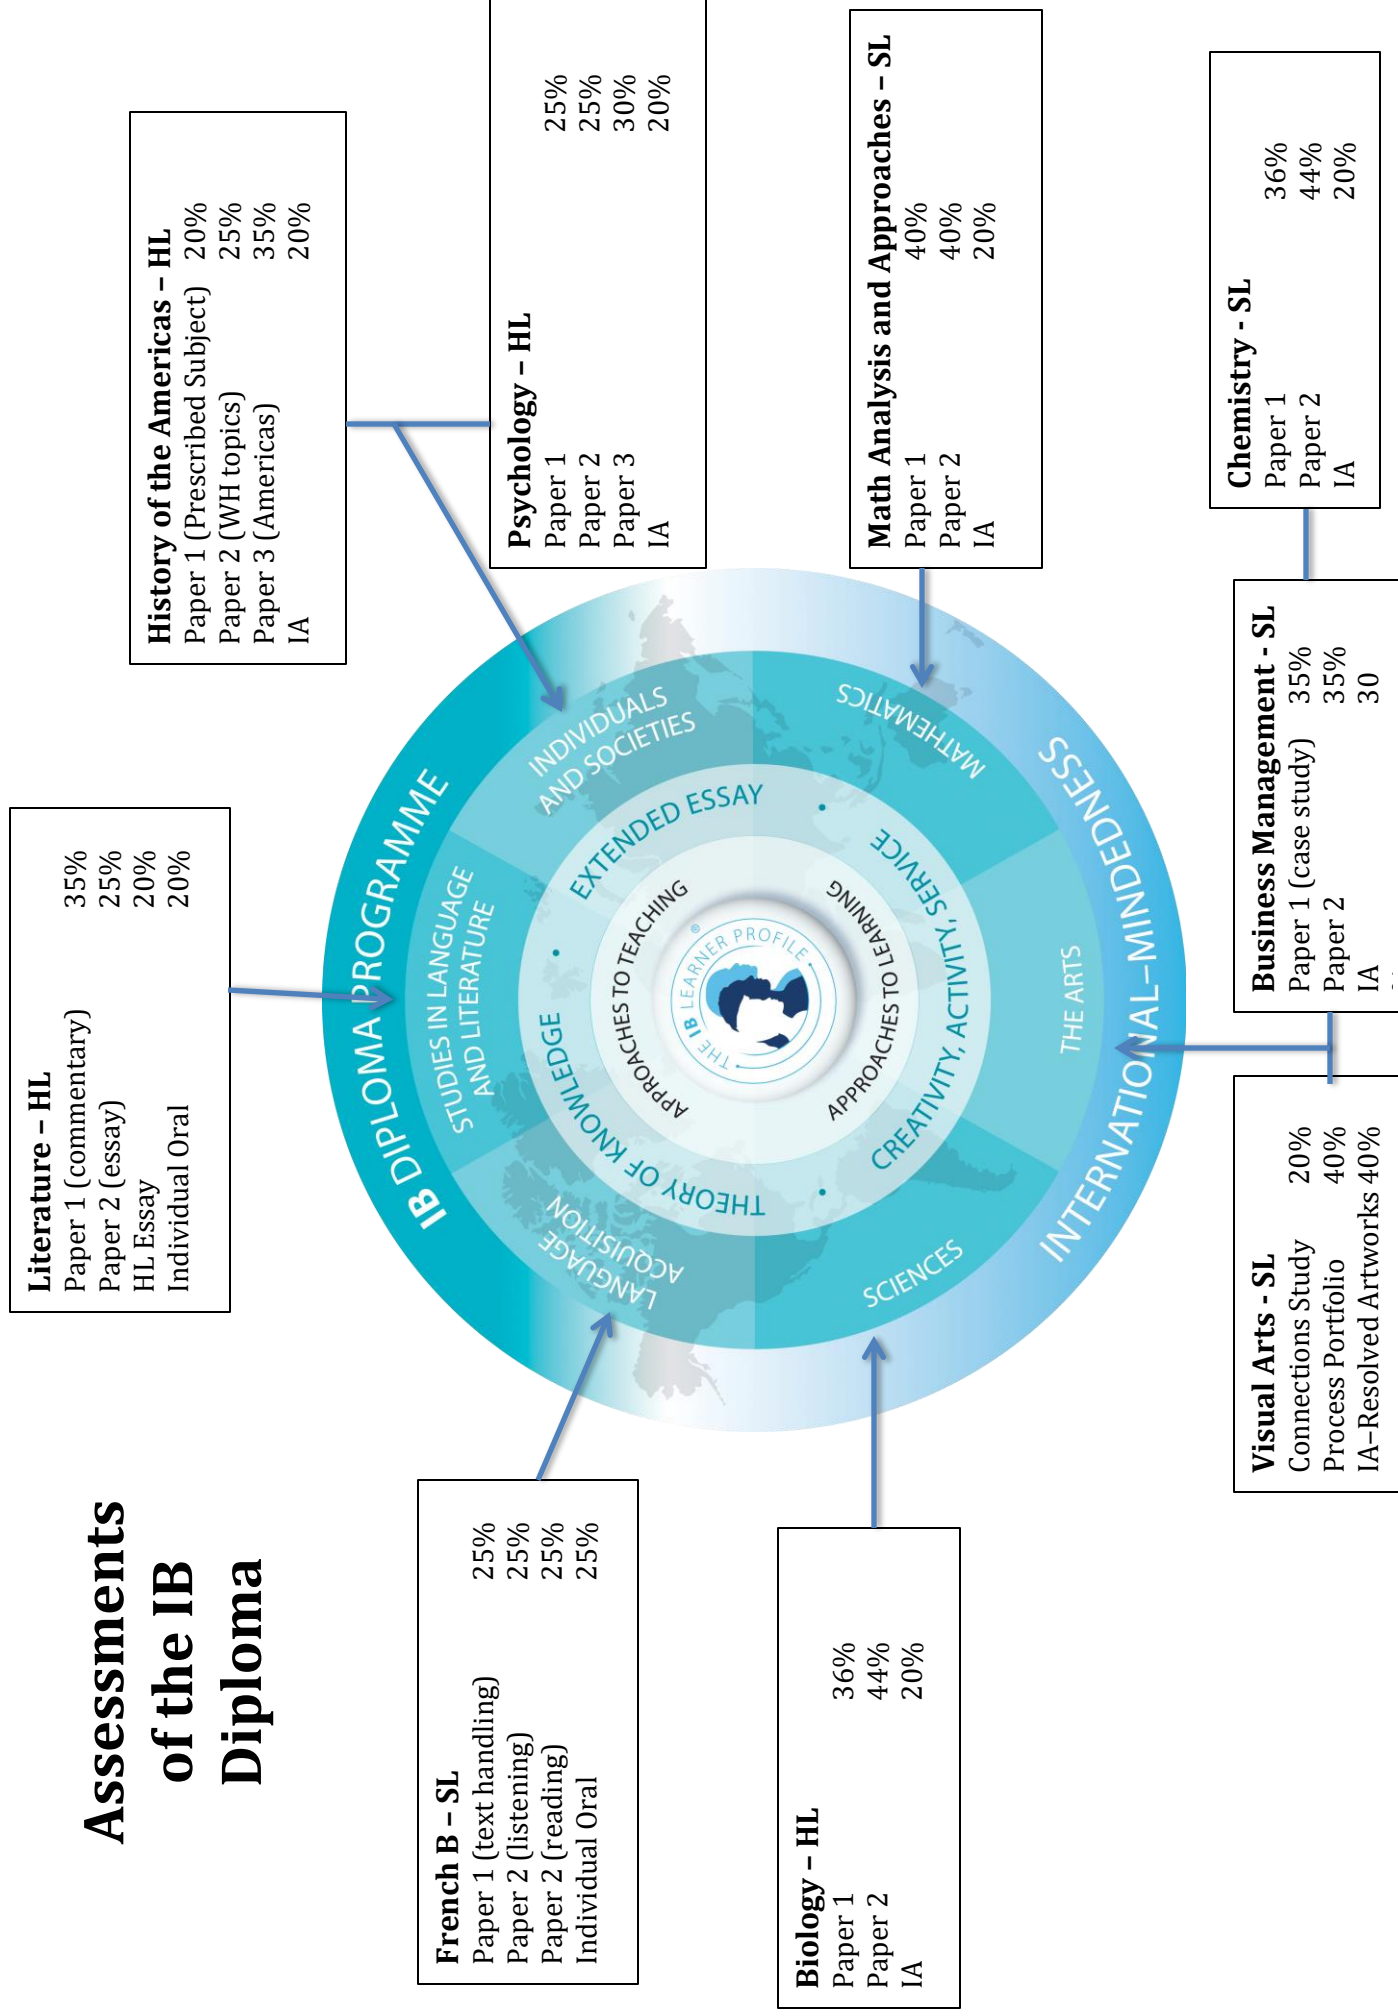 Assessments
of the IB
Diploma
Literature – HL
Paper 1 (commentary) 35%
Paper 2 (essay) 25%
HL Essay 20%
Individual Oral 20%
History of the Americas – HL
Paper 1 (Prescribed Subject) 20%
Paper 2 (WH topics) 25%
Paper 3 (Americas) 35%
IA 20%
French B – SL
Paper 1 (text handling) 25%
Paper 2 (listening) 25%
Paper 2 (reading) 25%
Individual Oral 25%
Psychology – HL
Paper 1 25%
Paper 2 25%
Paper 3 30%
IA 20%
Biology – HL
Paper 1 36%
Paper 2 44%
IA 20%
Math Analysis and Approaches – SL
Paper 1 40%
Paper 2 40%
IA 20%
Visual Arts - SL
Connections Study 20%
Process Portfolio 40%
IA–Resolved Artworks 40%
Business Management - SL
Paper 1 (case study) 35%
Paper 2 35%
IA 30
Chemistry - SL
Paper 1 36%
Paper 2 44%
IA 20%
IB DIPLOMA PROGRAMME
STUDIES IN LANGUAGE
AND LITERATURE
LANGUAGE
ACQUISITION
INDIVIDUALS
AND SOCIETIES
THEORY OF KNOWLEDGE • EXTENDED ESSAY •
APPROACHES TO TEACHING
THE IB LEARNER PROFILE ®
APPROACHES TO LEARNING
CREATIVITY, ACTIVITY, SERVICE •
SCIENCES
MATHEMATICS
THE ARTS
INTERNATIONAL–MINDEDNESS